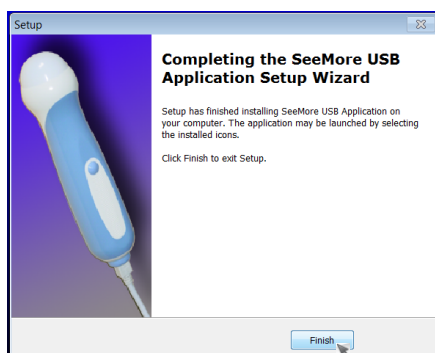 Setup
Completing the SeeMore USB
Application Setup Wizard
Setup has finished installing SeeMore USB Application on
your computer. The application may be launched by selecting
the installed icons.
Click Finish to exit Setup.
Finish